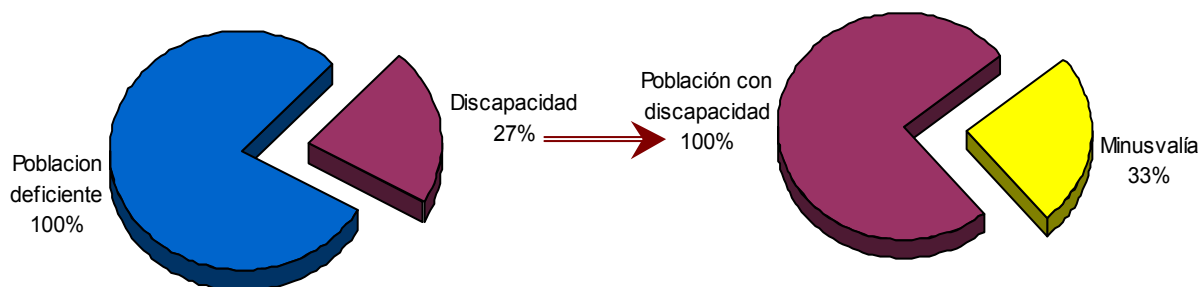 Poblacion
deficiente
100%
Discapacidad
27%
Población con
discapacidad
100%
Minusvalía
33%